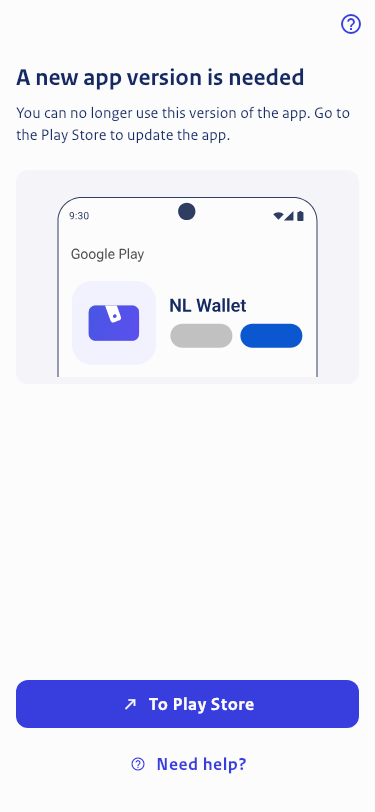 A new app version is needed
You can no longer use this version of the app. Go to
the Play Store to update the app.
9:30
Google Play
NL Wallet
To Play Store
Need help?